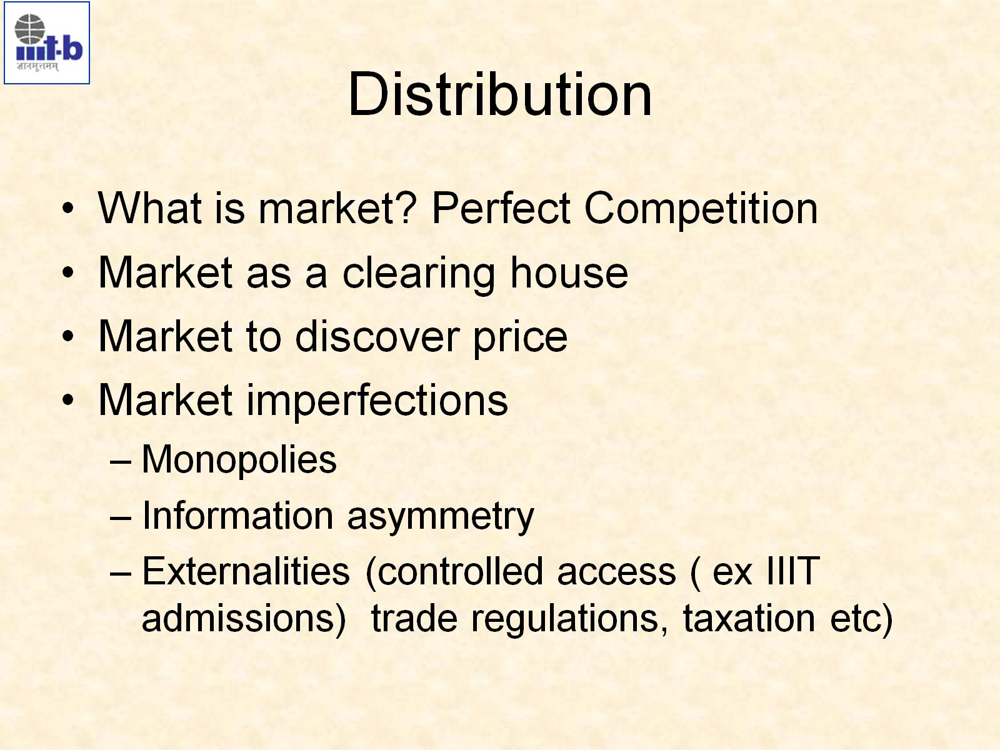 iiit-b
ज्ञानमुत्तमम्
Distribution
• What is market? Perfect Competition
• Market as a clearing house
• Market to discover price
• Market imperfections
– Monopolies
– Information asymmetry
– Externalities (controlled access ( ex IIIT
admissions)  trade regulations, taxation etc)